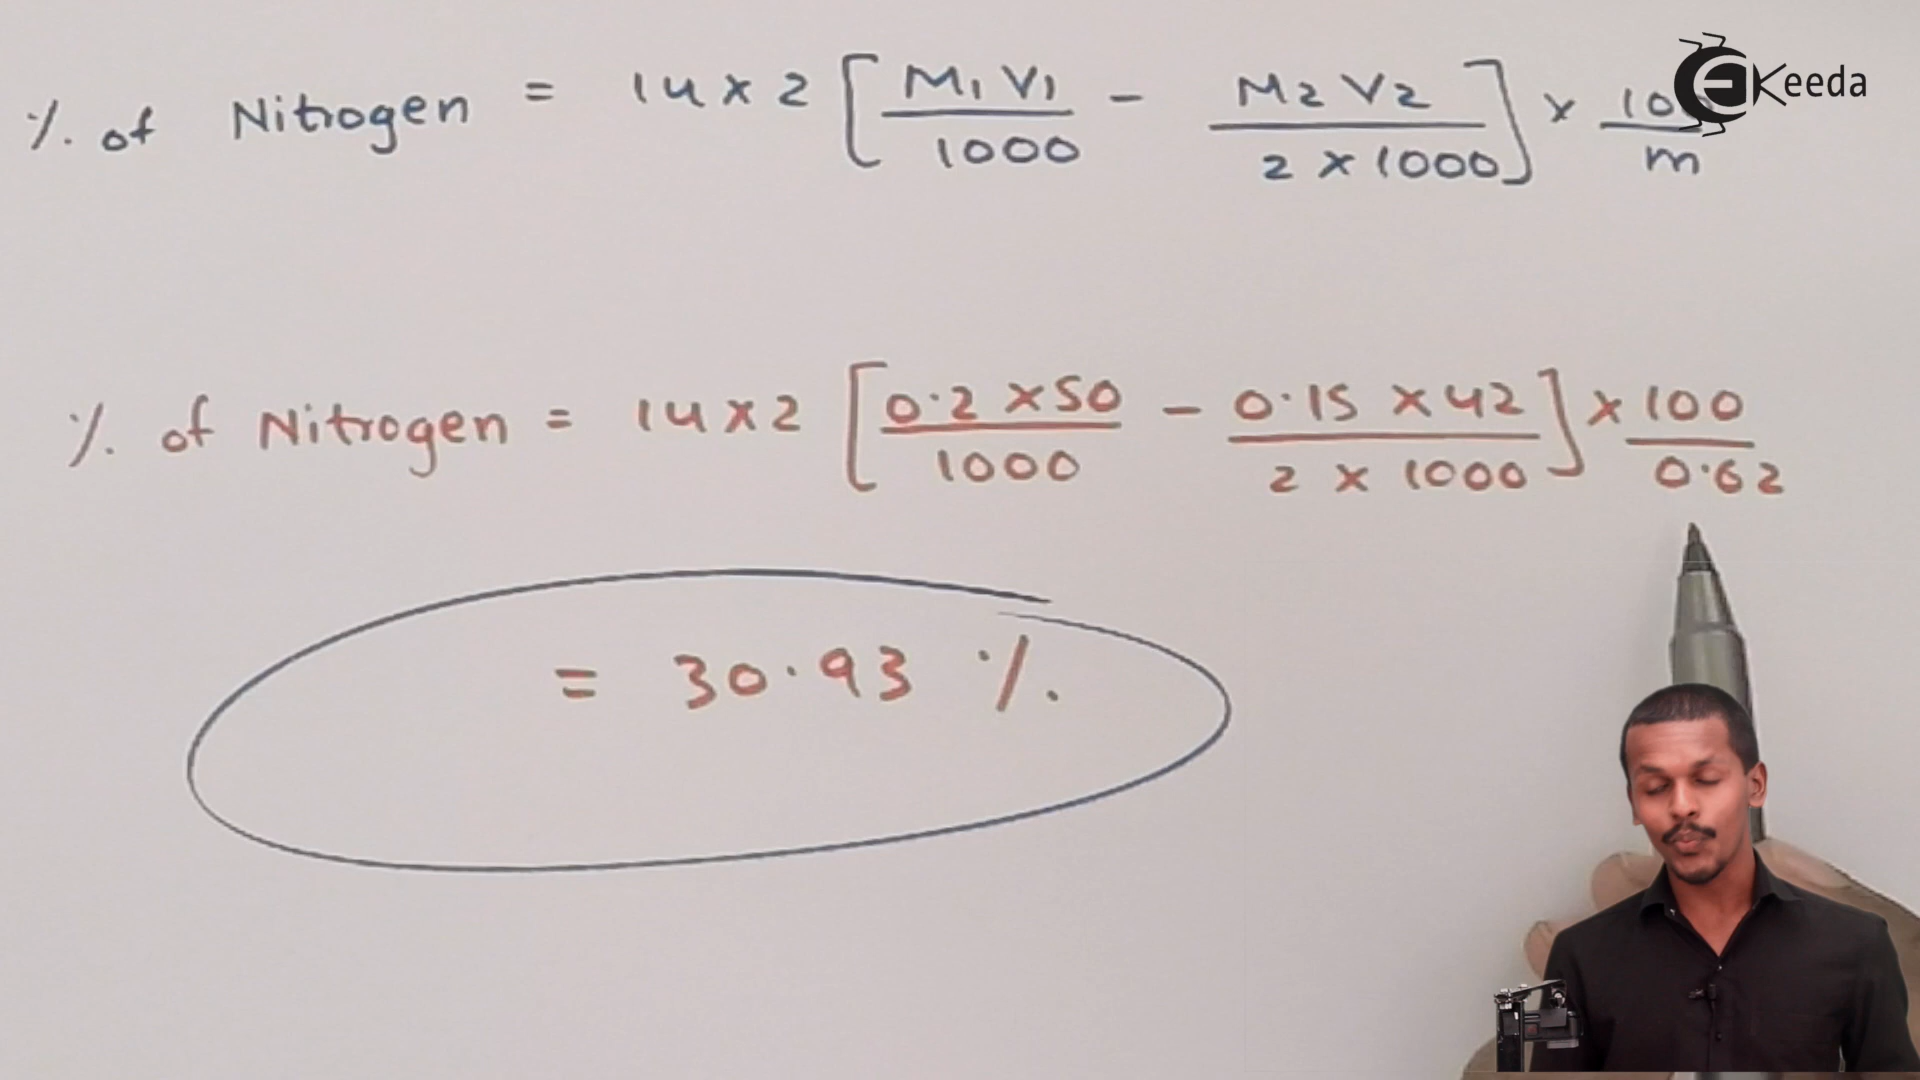 EKeeda
% of Nitrogen = 14 x 2 [ M1 V1 / 1000 - M2 V2 / 2 x 1000 ] x 100 / m
% of Nitrogen = 14 x 2 [ 0.2 x 50 / 1000 - 0.15 x 42 / 2 x 1000 ] x 100 / 0.62
= 30.93 %